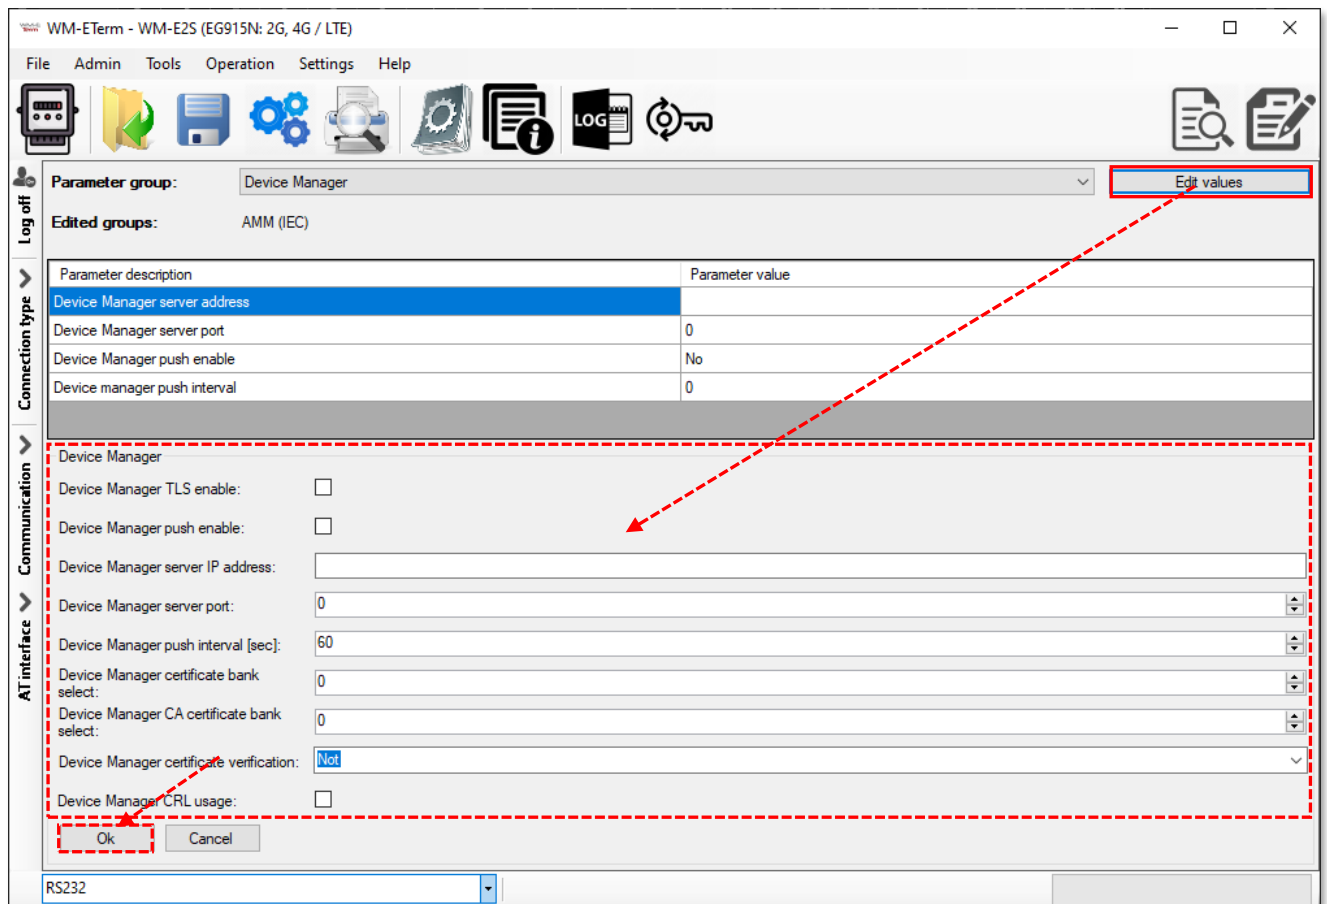 WM-ETerm - WM-E2S (EG915N: 2G, 4G / LTE)
File Admin Tools Operation Settings Help
LOG
Log off
Connection type
Communication
AT interface
Parameter group: Device Manager Edit values
Edited groups: AMM (IEC)
Parameter description Parameter value
Device Manager server address
Device Manager server port 0
Device Manager push enable No
Device manager push interval 0
Device Manager
Device Manager TLS enable:
Device Manager push enable:
Device Manager server IP address:
Device Manager server port: 0
Device Manager push interval [sec]: 60
Device Manager certificate bank
select: 0
Device Manager CA certificate bank
select: 0
Device Manager certificate verification: Not
Device Manager CRL usage:
Ok Cancel
RS232